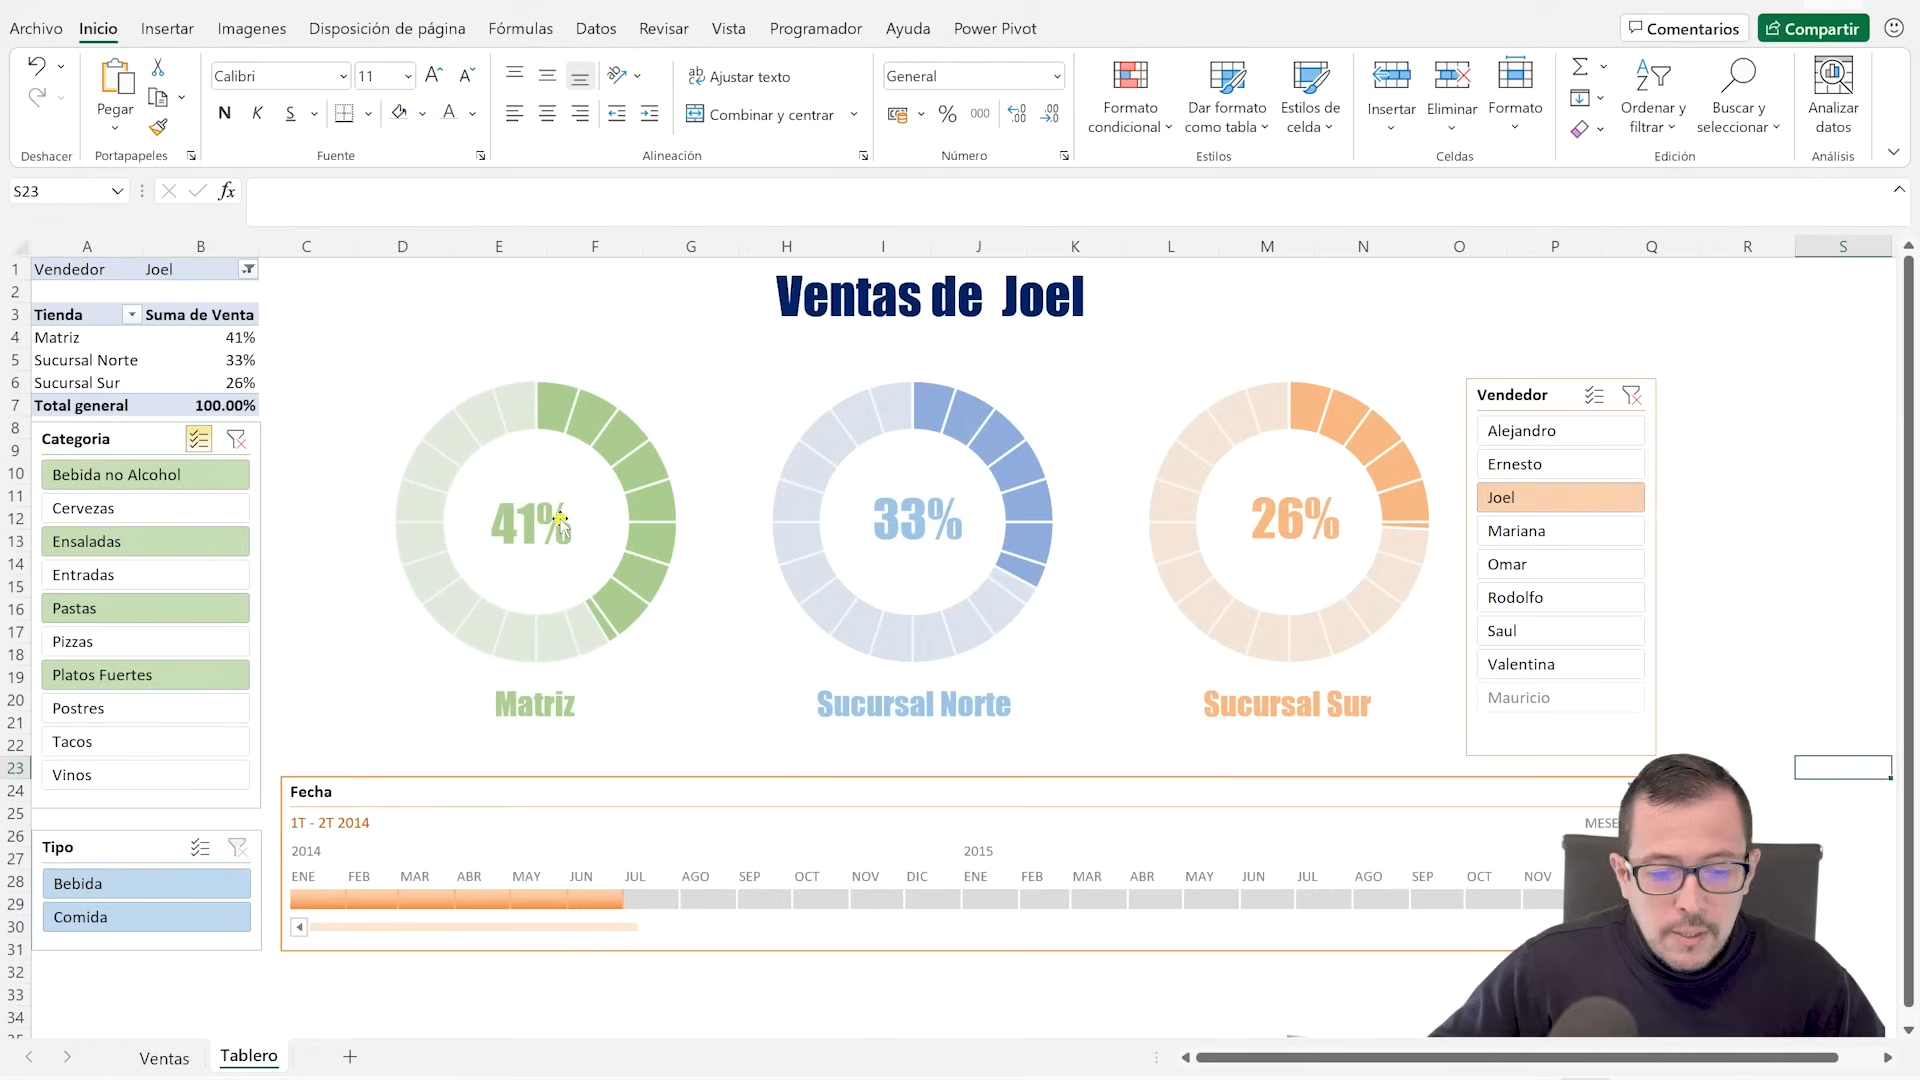 Archivo Inicio Insertar Imagenes Disposición de página Fórmulas Datos Revisar Vista Programador Ayuda Power Pivot Comentarios Compartir
Calibri 11 Ajustar texto General
Pegar N K S Combinar y centrar % 000 Formato condicional Dar formato como tabla Estilos de celda Insertar Eliminar Formato Ordenar y filtrar Buscar y seleccionar Analizar datos
Deshacer Portapapeles Fuente Alineación Número Estilos Celdas Edición Análisis
S23 fx
A B C D E F G H I J K L M N O P Q R S
1 Vendedor Joel
2
3 Tienda Suma de Venta
4 Matriz 41%
5 Sucursal Norte 33%
6 Sucursal Sur 26%
7 Total general 100.00%
8
9
10
11
12
13
14
15
16
17
18
19
20
21
22
23
24
25
26
27
28
29
30
31
32
33
34
Categoria
Bebida no Alcohol
Cervezas
Ensaladas
Entradas
Pastas
Pizzas
Platos Fuertes
Postres
Tacos
Vinos
Tipo
Bebida
Comida
Ventas de Joel
41% 33% 26%
Matriz Sucursal Norte Sucursal Sur
Vendedor
Alejandro
Ernesto
Joel
Mariana
Omar
Rodolfo
Saul
Valentina
Mauricio
Fecha
1T - 2T 2014 MESE
2014 2015
ENE FEB MAR ABR MAY JUN JUL AGO SEP OCT NOV DIC ENE FEB MAR ABR MAY JUN JUL AGO SEP OCT NOV
Ventas Tablero